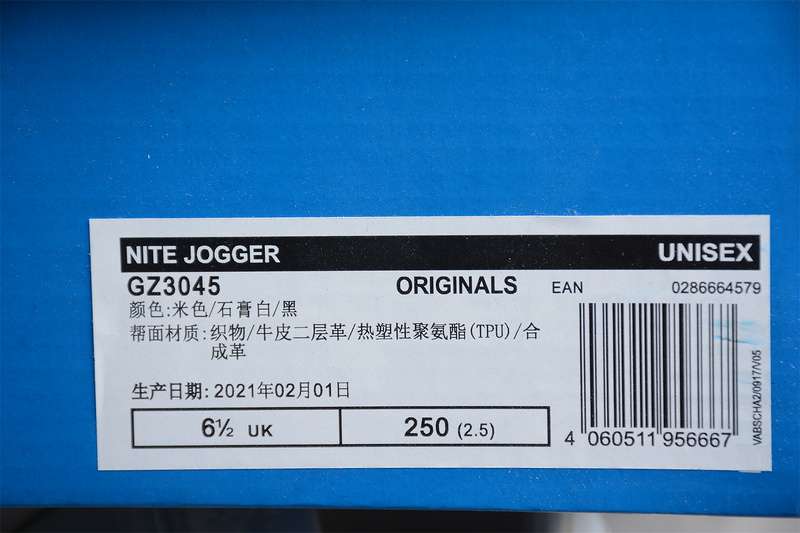 NITE JOGGER UNISEX
GZ3045 ORIGINALS EAN 0286664579
颜色:米色/石膏白/黑
帮面材质:织物/牛皮二层革/热塑性聚氨酯(TPU)/合
成革
生产日期:2021年02月01日
6½ UK 250 (2.5)
4 060511 956667
VABSCHA2/0917/V05